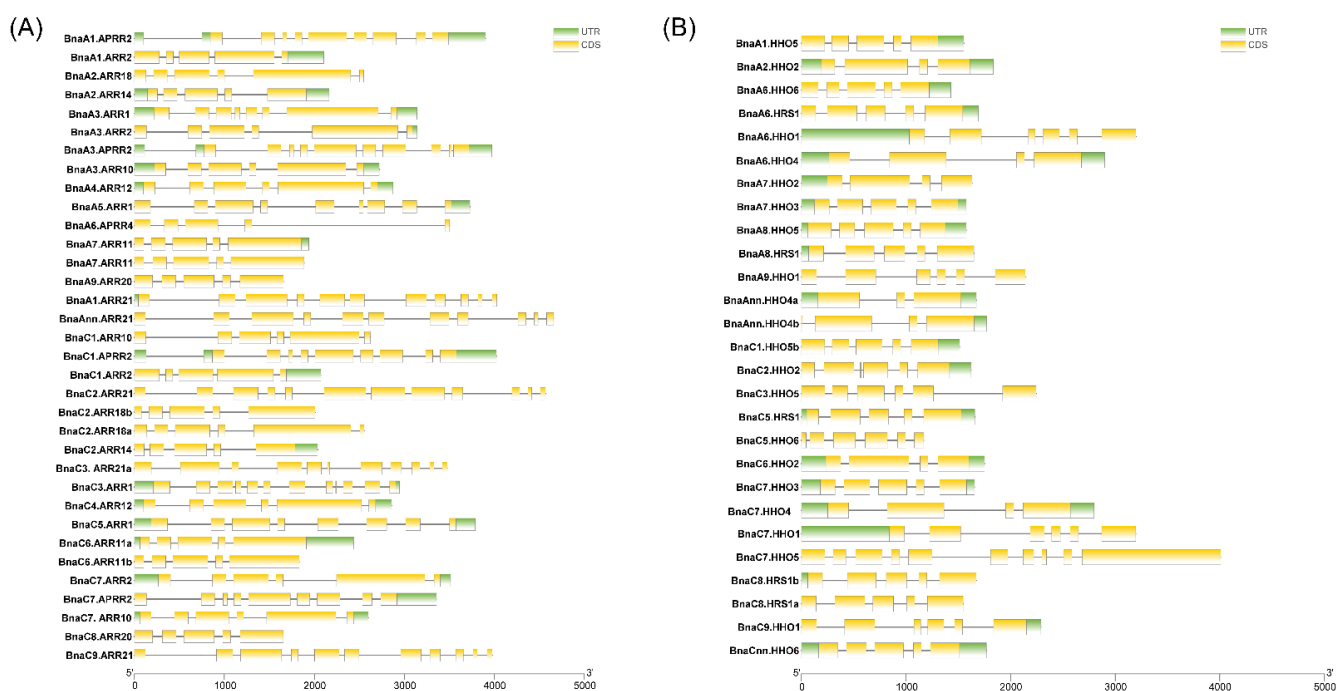 (A)
UTR
CDS
BnaA1.APRR2
BnaA1.ARR2
BnaA2.ARR18
BnaA2.ARR14
BnaA3.ARR1
BnaA3.ARR2
BnaA3.APRR2
BnaA3.ARR10
BnaA4.ARR12
BnaA5.ARR1
BnaA6.APRR4
BnaA7.ARR11
BnaA7.ARR11
BnaA9.ARR20
BnaA1.ARR21
BnaAnn.ARR21
BnaC1.ARR10
BnaC1.APRR2
BnaC1.ARR2
BnaC2.ARR21
BnaC2.ARR18b
BnaC2.ARR18a
BnaC2.ARR14
BnaC3. ARR21a
BnaC3.ARR1
BnaC4.ARR12
BnaC5.ARR1
BnaC6.ARR11a
BnaC6.ARR11b
BnaC7.ARR2
BnaC7.APRR2
BnaC7. ARR10
BnaC8.ARR20
BnaC9.ARR21
5' 3'
0 1000 2000 3000 4000 5000
(B)
UTR
CDS
BnaA1.HHO5
BnaA2.HHO2
BnaA6.HHO6
BnaA6.HRS1
BnaA6.HHO1
BnaA6.HHO4
BnaA7.HHO2
BnaA7.HHO3
BnaA8.HHO5
BnaA8.HRS1
BnaA9.HHO1
BnaAnn.HHO4a
BnaAnn.HHO4b
BnaC1.HHO5b
BnaC2.HHO2
BnaC3.HHO5
BnaC5.HRS1
BnaC5.HHO6
BnaC6.HHO2
BnaC7.HHO3
BnaC7.HHO4
BnaC7.HHO1
BnaC7.HHO5
BnaC8.HRS1b
BnaC8.HRS1a
BnaC9.HHO1
BnaCnn.HHO6
5' 3'
0 1000 2000 3000 4000 5000